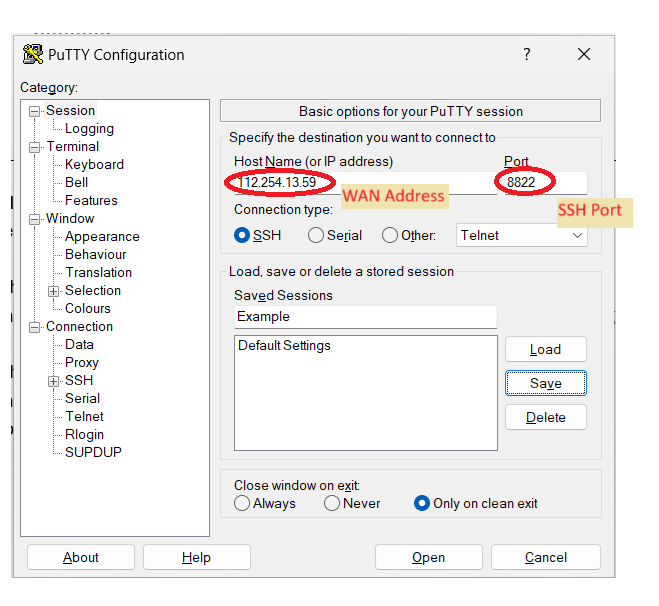 PuTTY Configuration ? ×
Category:
Session
Logging
Terminal
Keyboard
Bell
Features
Window
Appearance
Behaviour
Translation
Selection
Colours
Connection
Data
Proxy
SSH
Serial
Telnet
Rlogin
SUPDUP
Basic options for your PuTTY session
Specify the destination you want to connect to
Host Name (or IP address) Port
112.254.13.59 8822
WAN Address
SSH Port
Connection type:
SSH Serial Other: Telnet
Load, save or delete a stored session
Saved Sessions
Example
Default Settings
Load
Save
Delete
Close window on exit:
Always Never Only on clean exit
About Help Open Cancel